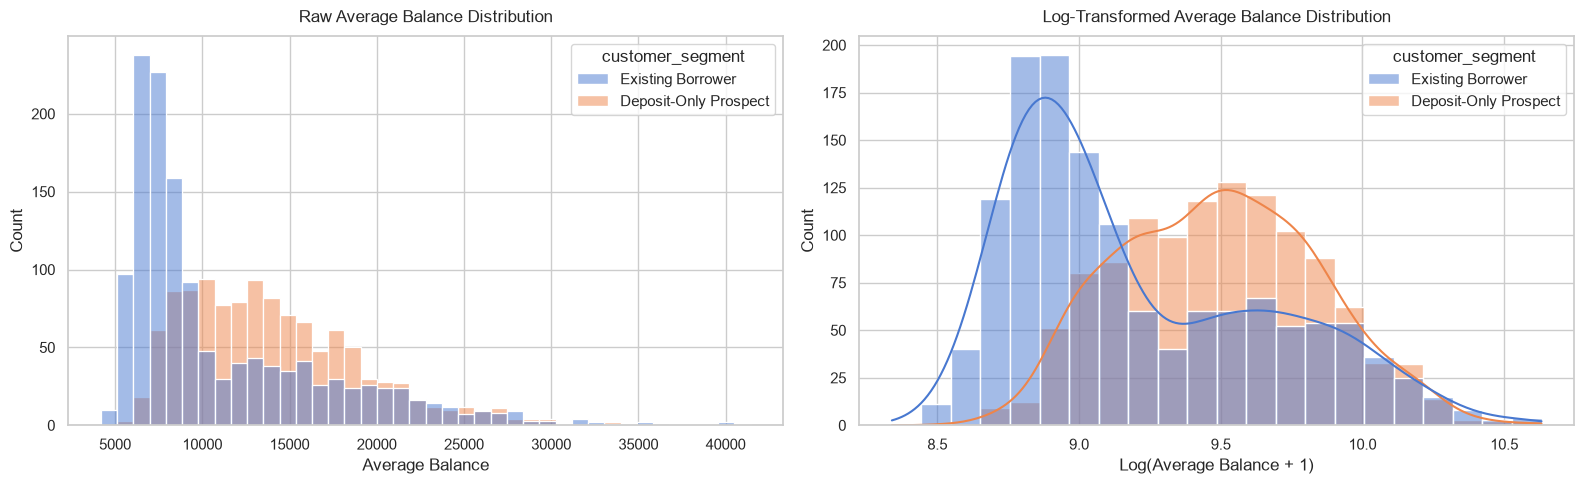 Raw Average Balance Distribution
customer_segment
Existing Borrower
Deposit-Only Prospect
Count
200
150
100
50
0
5000 10000 15000 20000 25000 30000 35000 40000
Average Balance
Log-Transformed Average Balance Distribution
customer_segment
Existing Borrower
Deposit-Only Prospect
Count
200
175
150
125
100
75
50
25
0
8.5 9.0 9.5 10.0 10.5
Log(Average Balance + 1)